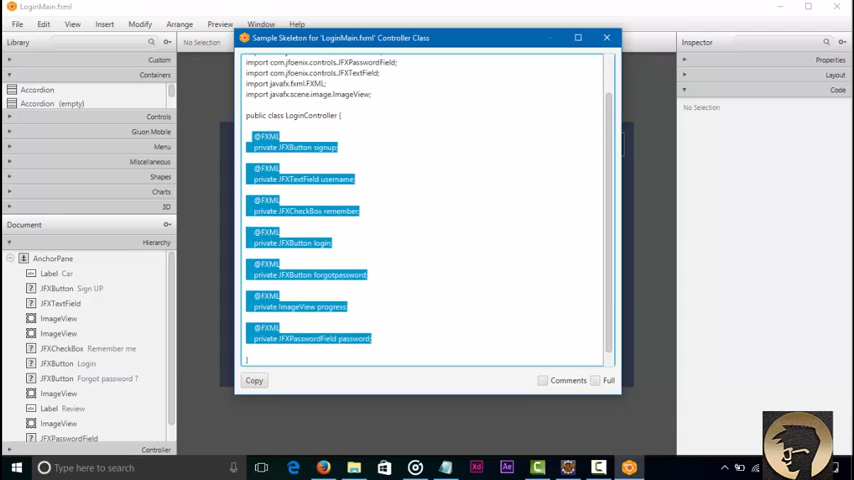 LoginMain.fxml
File Edit View Insert Modify Arrange Preview Window Help
Library
Custom
Containers
Accordion
Accordion (empty)
Controls
Gluon Mobile
Menu
Miscellaneous
Shapes
Charts
3D
Document
Hierarchy
AnchorPane
Label Car
JFXButton Sign UP
JFXTextField
ImageView
ImageView
JFXCheckBox Remember me
JFXButton Login
JFXButton Forgot password ?
ImageView
Label Review
ImageView
JFXPasswordField
Controller
No Selection
Sample Skeleton for 'LoginMain.fxml' Controller Class
import com.jfoenix.controls.JFXPasswordField;
import com.jfoenix.controls.JFXTextField;
import javafx.fxml.FXML;
import javafx.scene.image.ImageView;
public class LoginController {
@FXML
private JFXButton signup;
@FXML
private JFXTextField username;
@FXML
private JFXCheckBox remember;
@FXML
private JFXButton login;
@FXML
private JFXButton forgotpassword;
@FXML
private ImageView progress;
@FXML
private JFXPasswordField password;
}
Copy
Comments
Full
Inspector
Properties
Layout
Code
No Selection
Type here to search
Xd
Ae